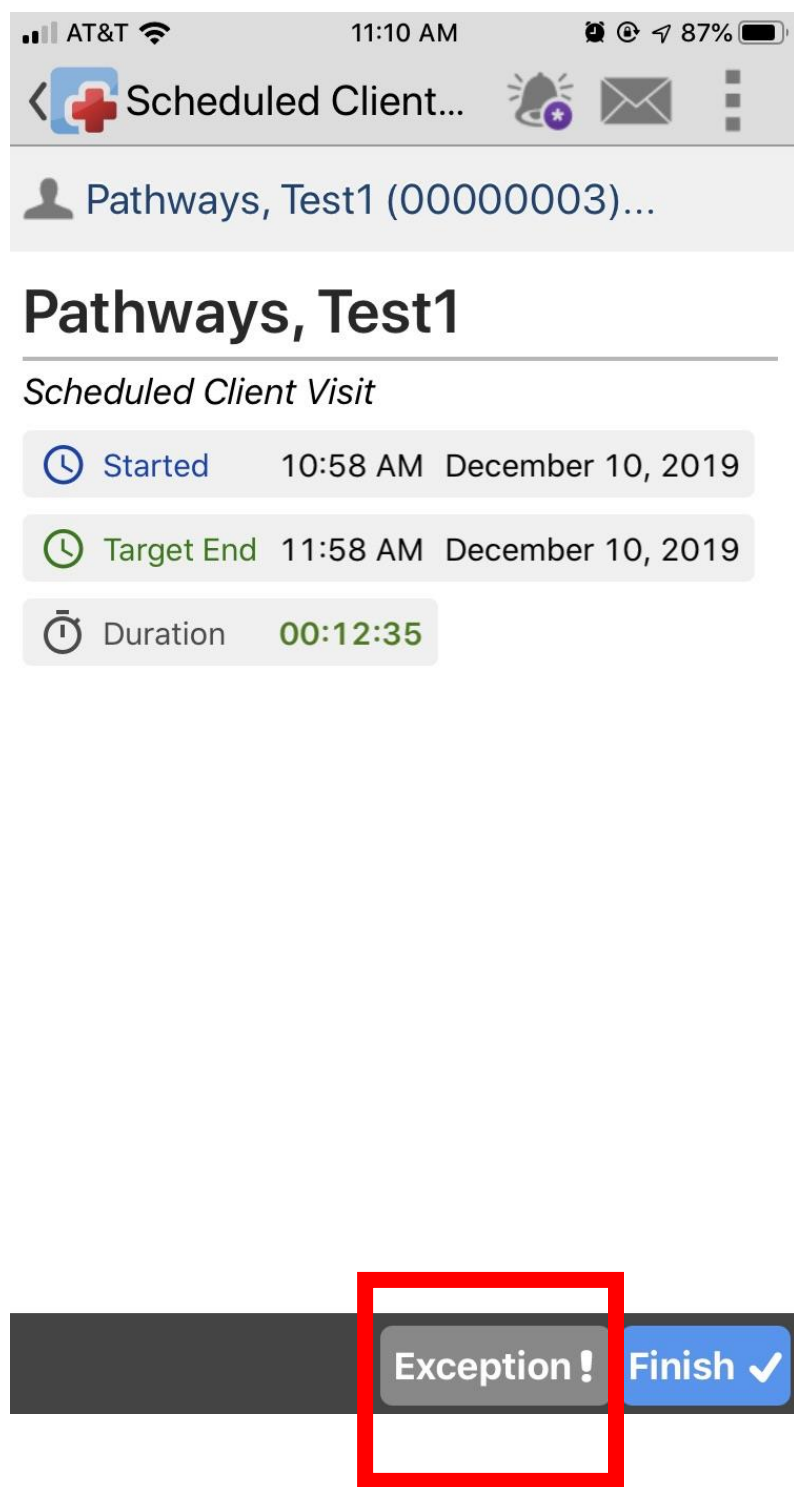 AT&T 11:10 AM 87%
Scheduled Client...
Pathways, Test1 (00000003)...
Pathways, Test1
Scheduled Client Visit
Started 10:58 AM December 10, 2019
Target End 11:58 AM December 10, 2019
Duration 00:12:35
Exception! Finish